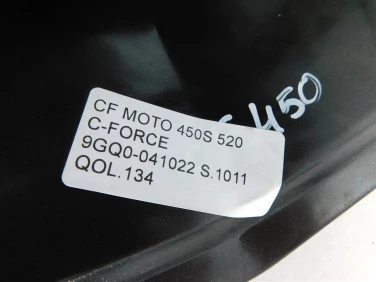 CF MOTO 450S 520
C-FORCE
9GQ0-041022 S.1011
QOL.134
450